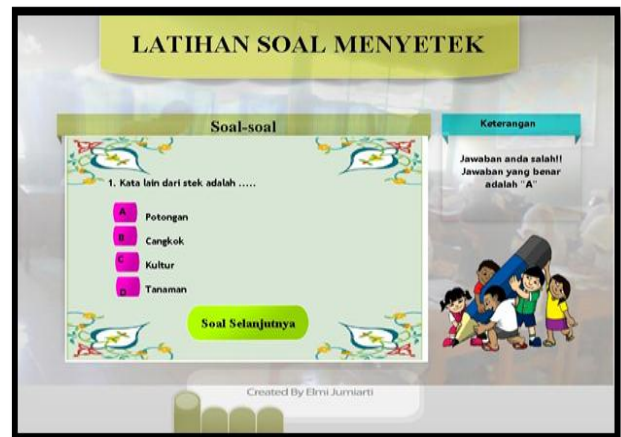 LATIHAN SOAL MENYETEK
Soal-soal
1. Kata lain dari stek adalah .....
A Potongan
B Cangkok
C Kultur
D Tanaman
Soal Selanjutnya
Keterangan
Jawaban anda salah!!
Jawaban yang benar
adalah "A"
Created By Elmi Jumiarti